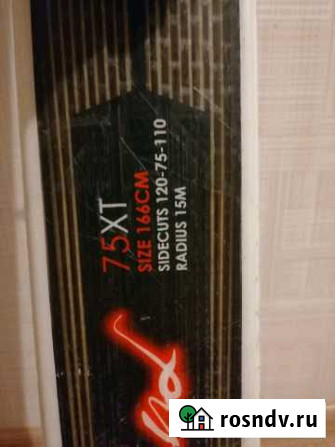 75XT
SIZE 166CM
SIDECUTS 120-75-110
RADIUS 15M
rosndv.ru